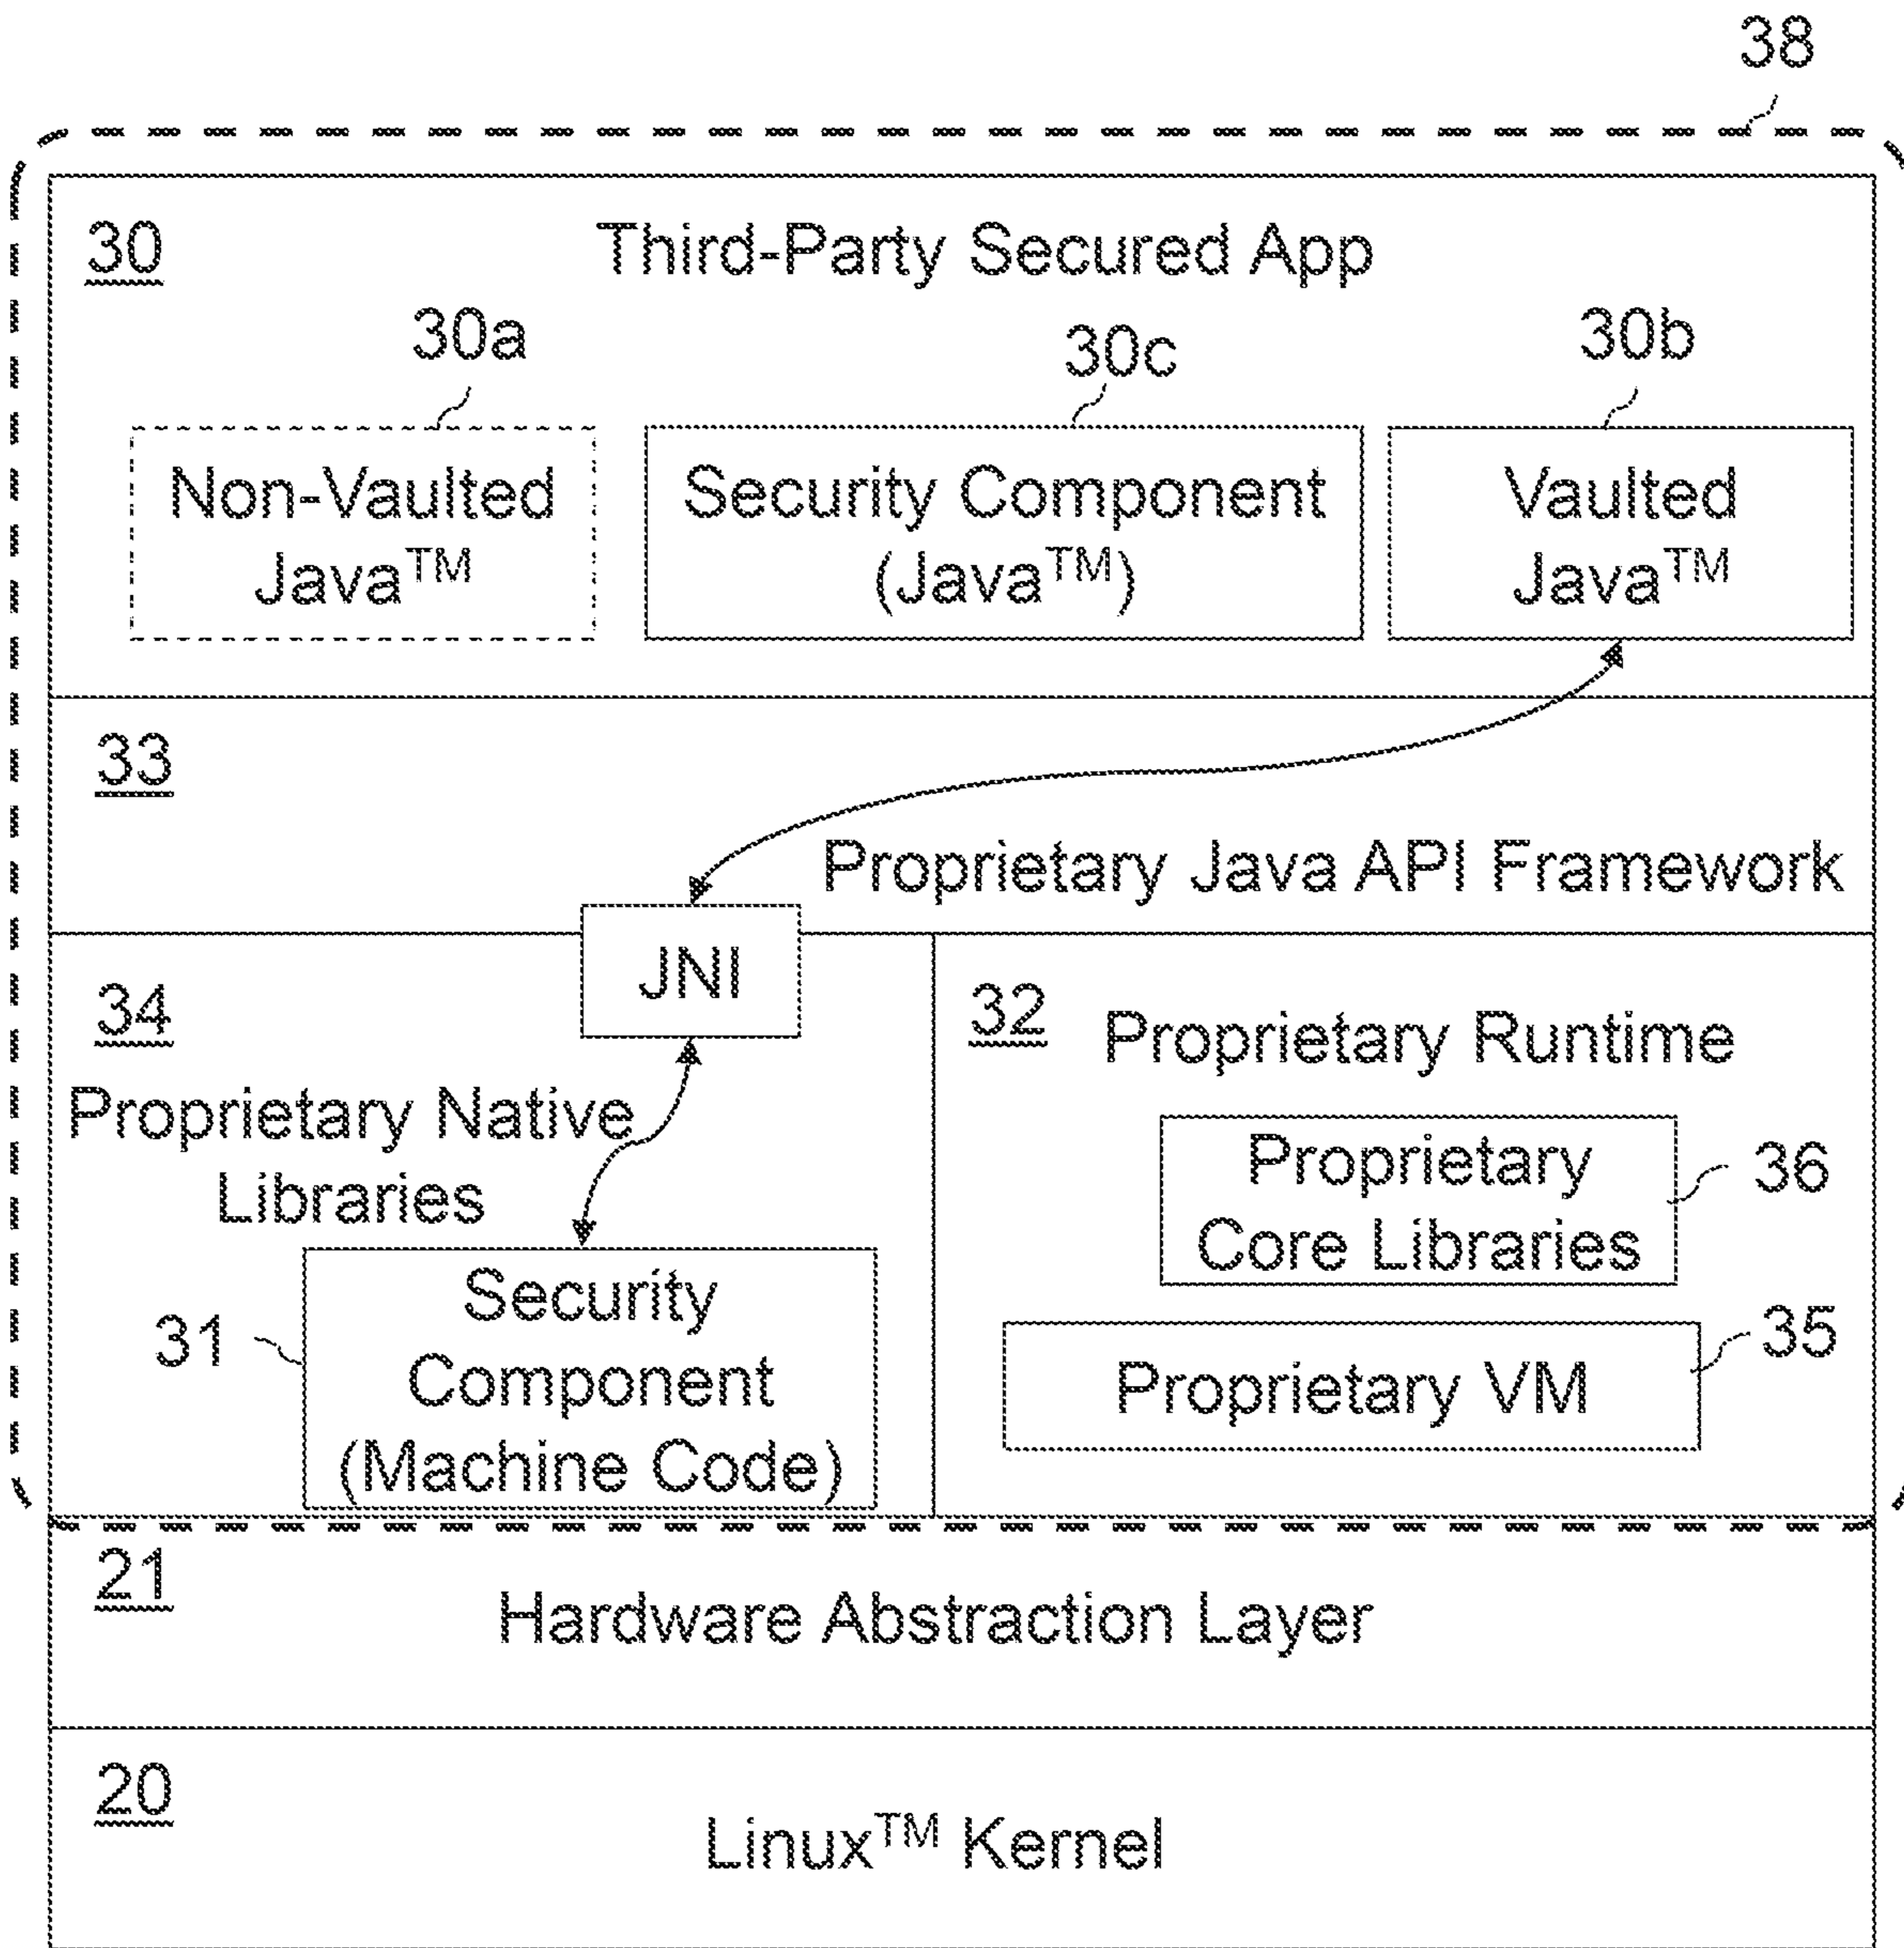 38
30
Third-Party Secured App
30a
30c
30b
Non-Vaulted
Java™
Security Component
(Java™)
Vaulted
Java™
33
Proprietary Java API Framework
JNI
34
Proprietary Native
Libraries
32
Proprietary Runtime
Proprietary
Core Libraries
36
31
Security
Component
(Machine Code)
35
Proprietary VM
21
Hardware Abstraction Layer
20
Linux™ Kernel